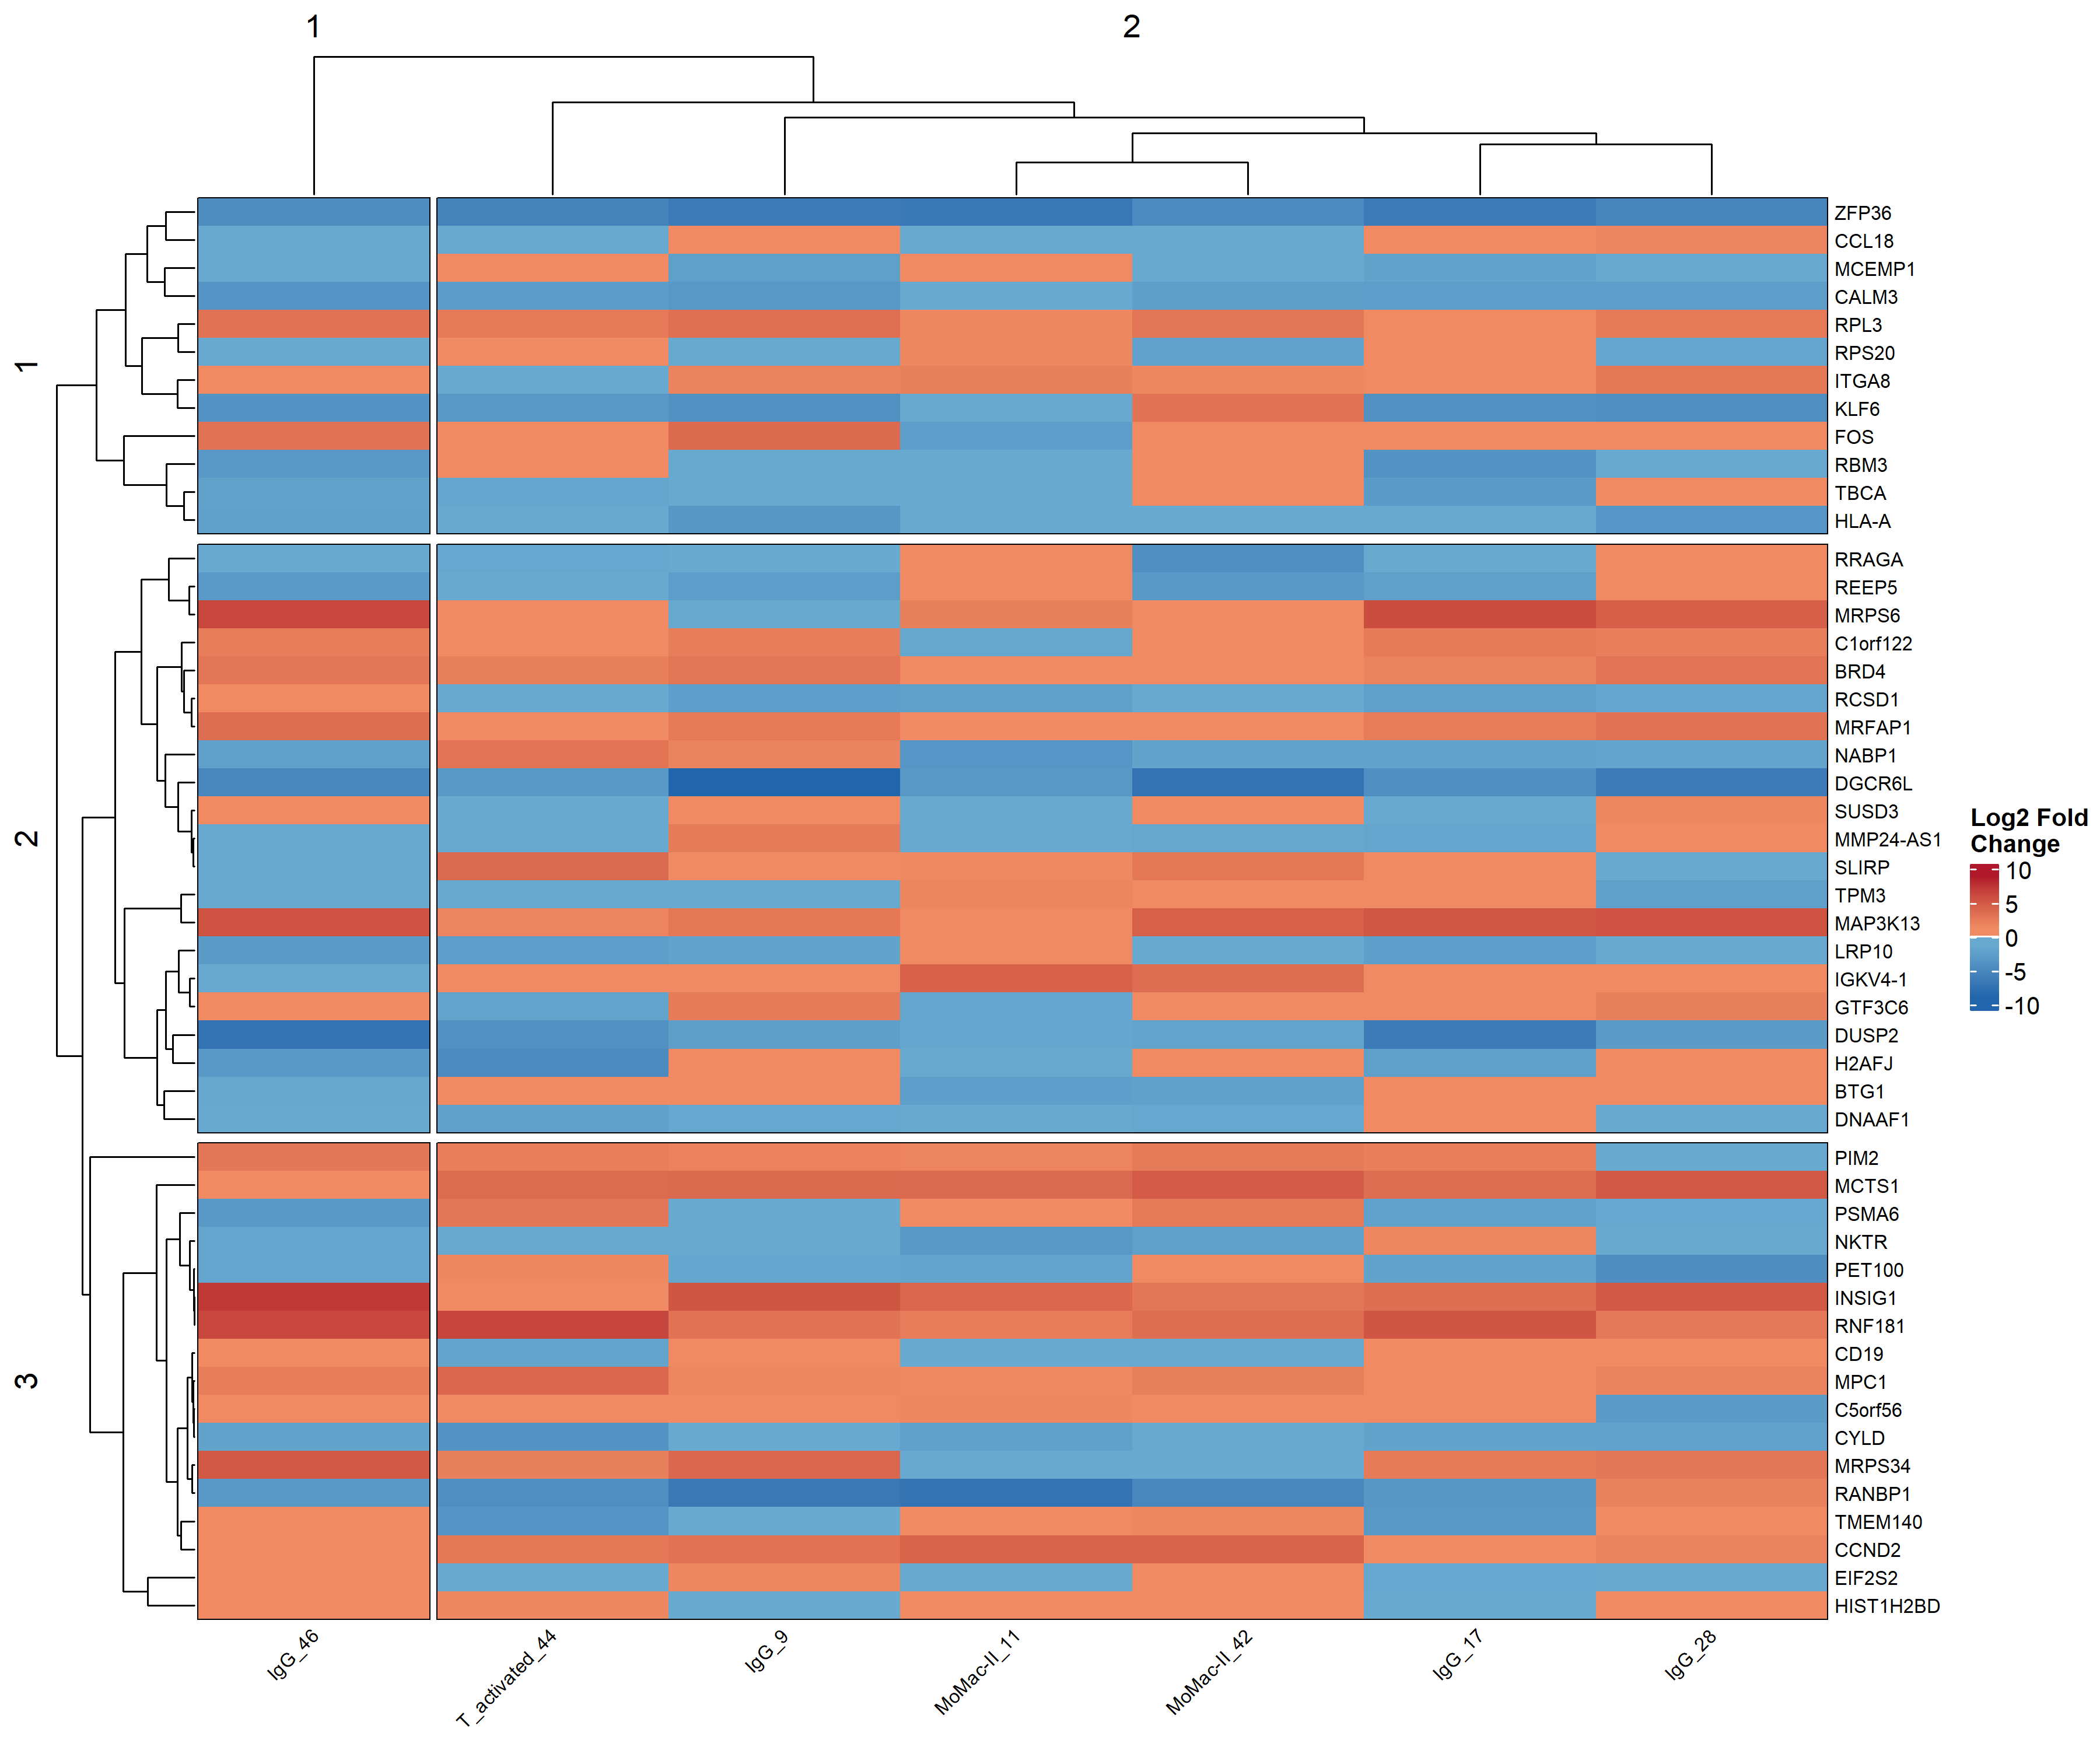 1
2
1
ZFP36
CCL18
MCEMP1
CALM3
RPL3
RPS20
ITGA8
KLF6
FOS
RBM3
TBCA
HLA-A
2
RRAGA
REEP5
MRPS6
C1orf122
BRD4
RCSD1
MRFAP1
NABP1
DGCR6L
SUSD3
MMP24-AS1
SLIRP
TPM3
MAP3K13
LRP10
IGKV4-1
GTF3C6
DUSP2
H2AFJ
BTG1
DNAAF1
3
PIM2
MCTS1
PSMA6
NKTR
PET100
INSIG1
RNF181
CD19
MPC1
C5orf56
CYLD
MRPS34
RANBP1
TMEM140
CCND2
EIF2S2
HIST1H2BD
IgG_46
T_activated_44
IgG_9
MoMac-II_11
MoMac-II_42
IgG_17
IgG_28
Log2 Fold
Change
10
5
0
-5
-10